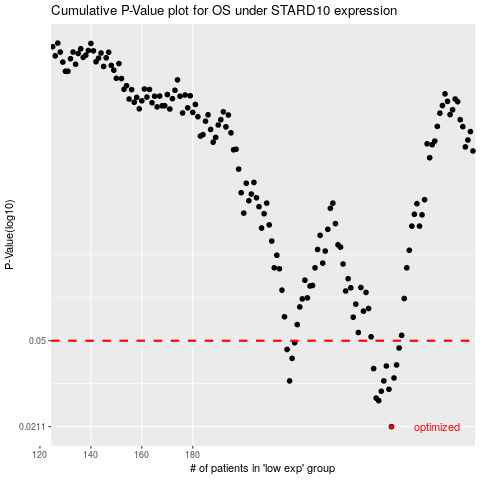 Cumulative P-Value plot for OS under STARD10 expression
P-Value(log10)
0.05
0.0211
optimized
120
140
160
180
# of patients in 'low exp' group